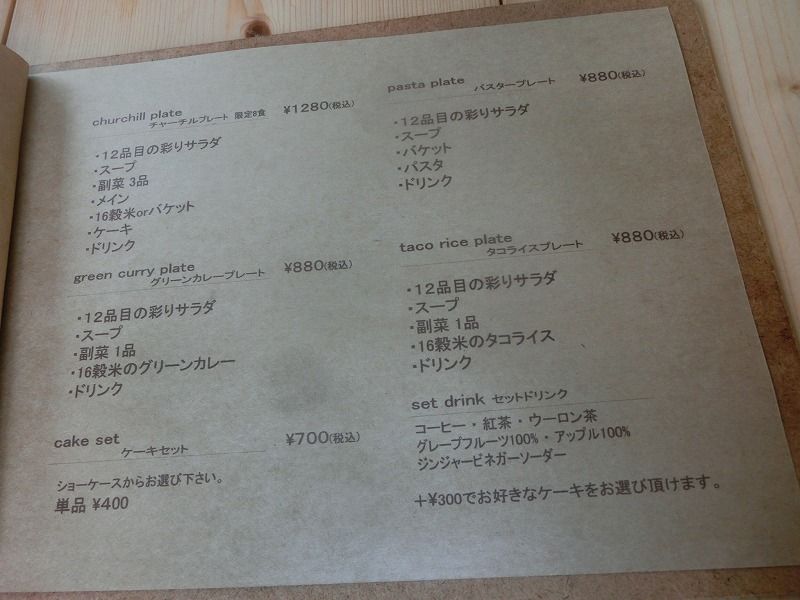 churchill plate ¥1280(税込)
チャーチルプレート 限定8食
・12品目の彩りサラダ
・スープ
・副菜 3品
・メイン
・16穀米orバケット
・ケーキ
・ドリンク
green curry plate ¥880(税込)
グリーンカレープレート
・12品目の彩りサラダ
・スープ
・副菜 1品
・16穀米のグリーンカレー
・ドリンク
cake set ¥700(税込)
ケーキセット
ショーケースからお選び下さい。
単品 ¥400
pasta plate ¥880(税込)
パスタープレート
・12品目の彩りサラダ
・スープ
・バケット
・パスタ
・ドリンク
taco rice plate ¥880(税込)
タコライスプレート
・12品目の彩りサラダ
・スープ
・副菜 1品
・16穀米のタコライス
・ドリンク
set drink セットドリンク
コーヒー・紅茶・ウーロン茶
グレープフルーツ100%・アップル100%
ジンジャービネガーソーダー
＋¥300でお好きなケーキをお選び頂けます。